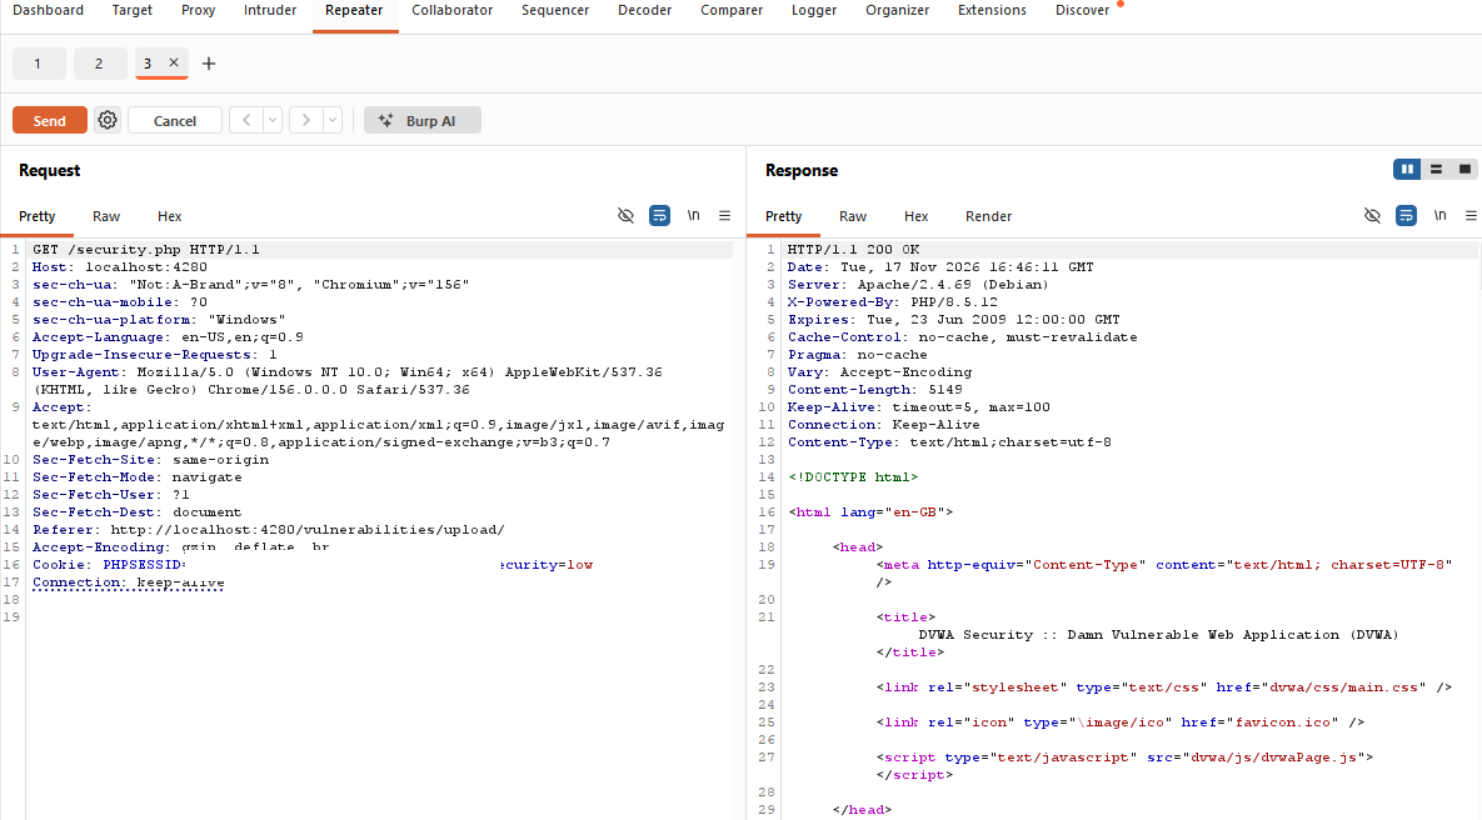 Dashboard Target Proxy Intruder Repeater Collaborator Sequencer Decoder Comparer Logger Organizer Extensions Discover
1 2 3 × +
Send Cancel < > Burp AI
Request
Pretty Raw Hex \n
1 GET /security.php HTTP/1.1
2 Host: localhost:4280
3 sec-ch-ua: "Not:A-Brand";v="8", "Chromium";v="156"
4 sec-ch-ua-mobile: ?0
5 sec-ch-ua-platform: "Windows"
6 Accept-Language: en-US,en;q=0.9
7 Upgrade-Insecure-Requests: 1
8 User-Agent: Mozilla/5.0 (Windows NT 10.0; Win64; x64) AppleWebKit/537.36
(KHTML, like Gecko) Chrome/156.0.0.0 Safari/537.36
9 Accept:
text/html,application/xhtml+xml,application/xml;q=0.9,image/jxl,image/avif,imag
e/webp,image/apng,*/*;q=0.8,application/signed-exchange;v=b3;q=0.7
10 Sec-Fetch-Site: same-origin
11 Sec-Fetch-Mode: navigate
12 Sec-Fetch-User: ?1
13 Sec-Fetch-Dest: document
14 Referer: http://localhost:4280/vulnerabilities/upload/
15 Accept-Encoding: gzip, deflate, br
16 Cookie: PHPSESSID= ecurity=low
17 Connection: keep-alive
18
19
Response
Pretty Raw Hex Render \n
1 HTTP/1.1 200 OK
2 Date: Tue, 17 Nov 2026 16:46:11 GMT
3 Server: Apache/2.4.69 (Debian)
4 X-Powered-By: PHP/8.5.12
5 Expires: Tue, 23 Jun 2009 12:00:00 GMT
6 Cache-Control: no-cache, must-revalidate
7 Pragma: no-cache
8 Vary: Accept-Encoding
9 Content-Length: 5149
10 Keep-Alive: timeout=5, max=100
11 Connection: Keep-Alive
12 Content-Type: text/html;charset=utf-8
13
14 <!DOCTYPE html>
15
16 <html lang="en-GB">
17
18 <head>
19 <meta http-equiv="Content-Type" content="text/html; charset=UTF-8"
/>
20
21 <title>
DVWA Security :: Damn Vulnerable Web Application (DVWA)
</title>
22
23 <link rel="stylesheet" type="text/css" href="dvwa/css/main.css" />
24
25 <link rel="icon" type="\image/ico" href="favicon.ico" />
26
27 <script type="text/javascript" src="dvwa/js/dvwaPage.js">
</script>
28
29 </head>